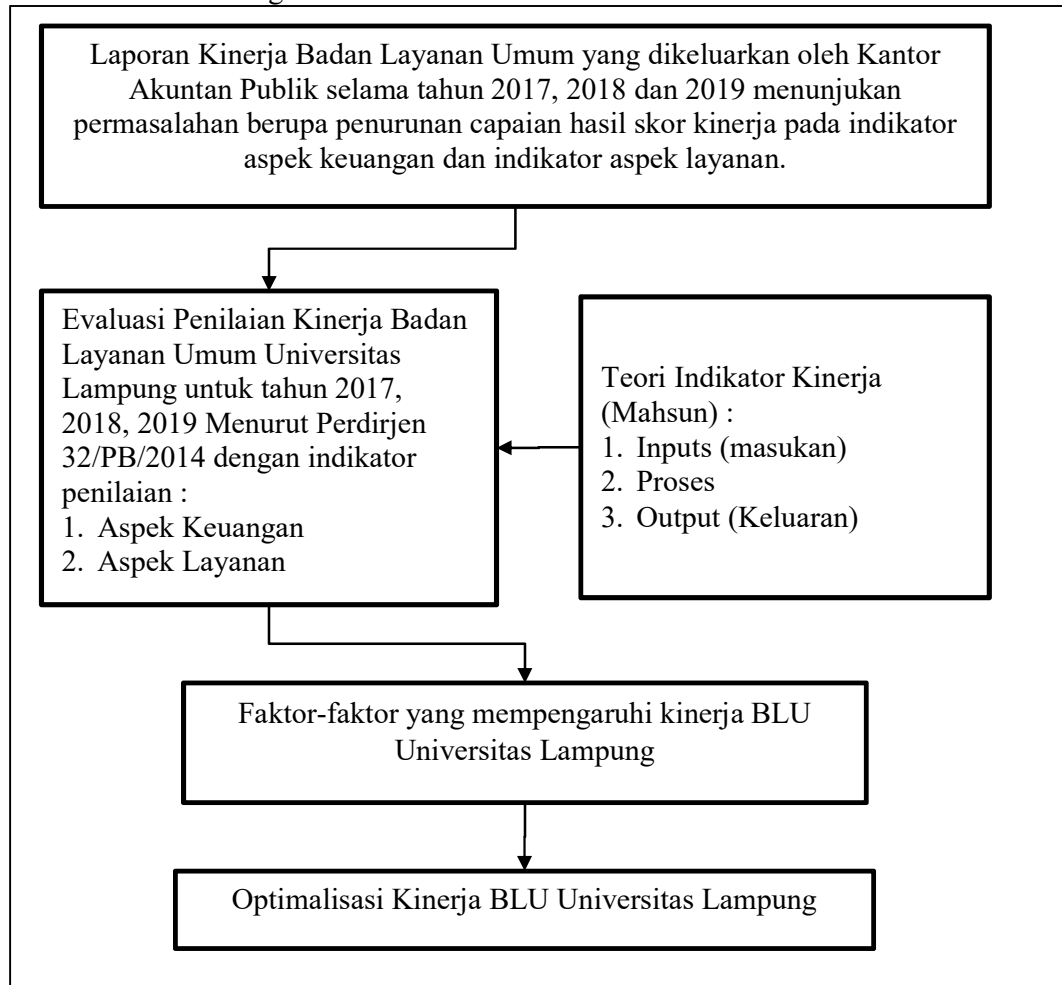 Laporan Kinerja Badan Layanan Umum yang dikeluarkan oleh Kantor
Akuntan Publik selama tahun 2017, 2018 dan 2019 menunjukan
permasalahan berupa penurunan capaian hasil skor kinerja pada indikator
aspek keuangan dan indikator aspek layanan.
Evaluasi Penilaian Kinerja Badan
Layanan Umum Universitas
Lampung untuk tahun 2017,
2018, 2019 Menurut Perdirjen
32/PB/2014 dengan indikator
penilaian :
1. Aspek Keuangan
2. Aspek Layanan
Teori Indikator Kinerja
(Mahsun) :
1. Inputs (masukan)
2. Proses
3. Output (Keluaran)
Faktor-faktor yang mempengaruhi kinerja BLU
Universitas Lampung
Optimalisasi Kinerja BLU Universitas Lampung